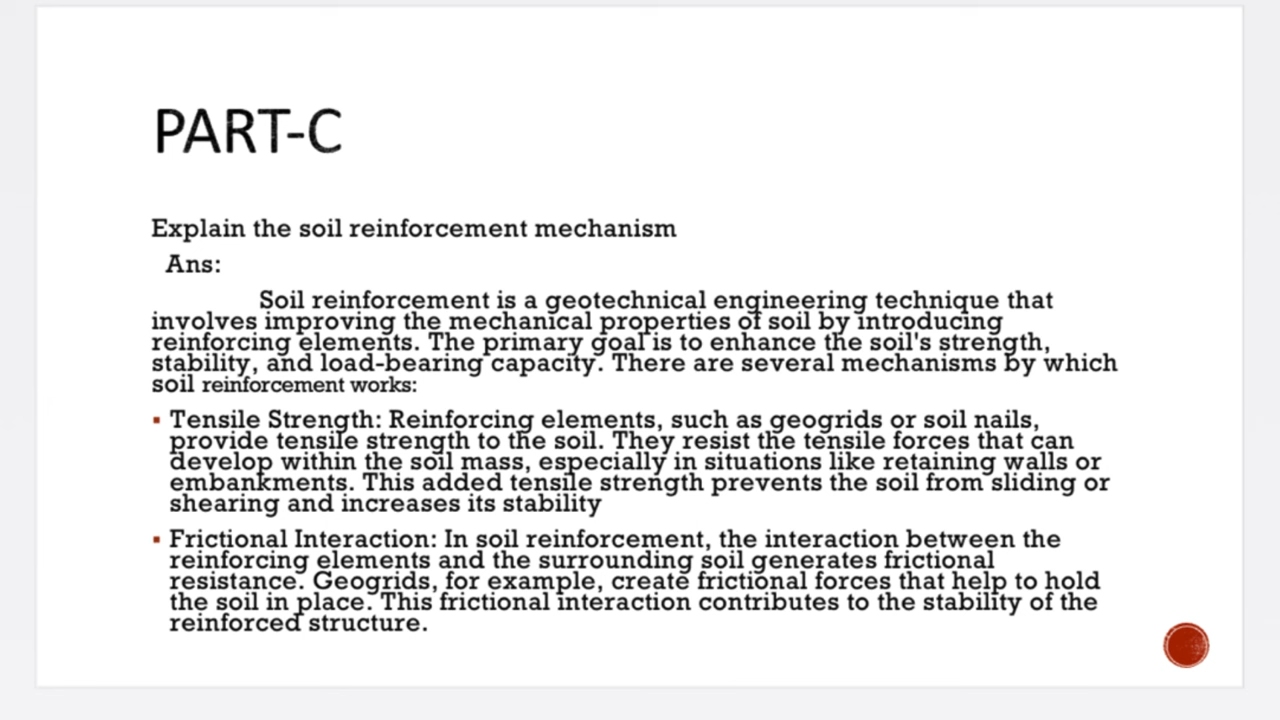 PART-C
Explain the soil reinforcement mechanism
Ans:
Soil reinforcement is a geotechnical engineering technique that
involves improving the mechanical properties of soil by introducing
reinforcing elements. The primary goal is to enhance the soil's strength,
stability, and load-bearing capacity. There are several mechanisms by which
soil reinforcement works:
▪ Tensile Strength: Reinforcing elements, such as geogrids or soil nails,
provide tensile strength to the soil. They resist the tensile forces that can
develop within the soil mass, especially in situations like retaining walls or
embankments. This added tensile strength prevents the soil from sliding or
shearing and increases its stability
▪ Frictional Interaction: In soil reinforcement, the interaction between the
reinforcing elements and the surrounding soil generates frictional
resistance. Geogrids, for example, create frictional forces that help to hold
the soil in place. This frictional interaction contributes to the stability of the
reinforced structure.